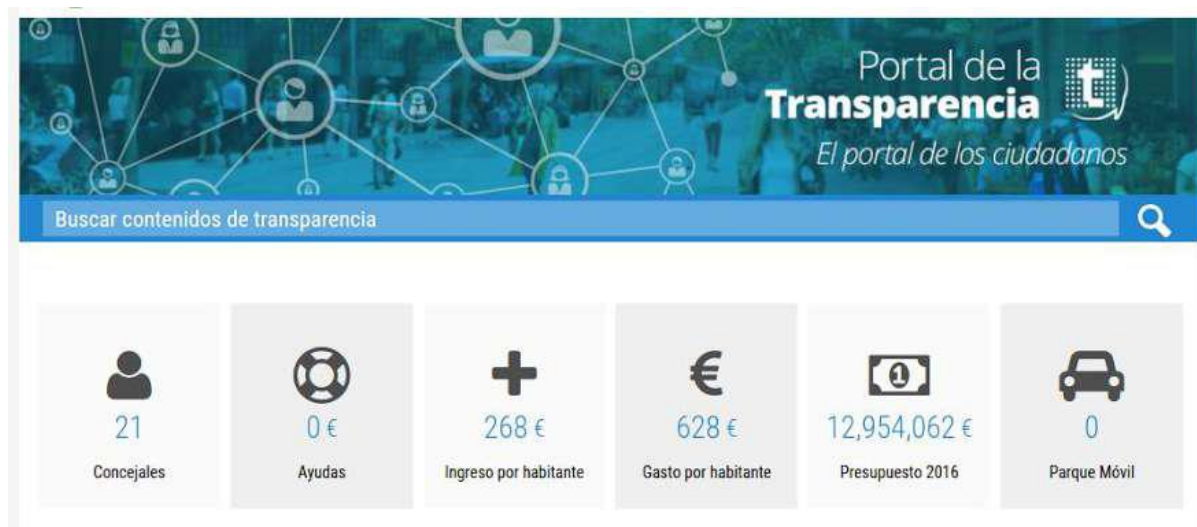 Portal de la
Transparencia
t
El portal de los ciudadanos
Buscar contenidos de transparencia
1
21
0 €
268 €
€
628 €
12,954,062 €
0
Concejales
Ayudas
Ingreso por habitante
Gasto por habitante
Presupuesto 2016
Parque Móvil